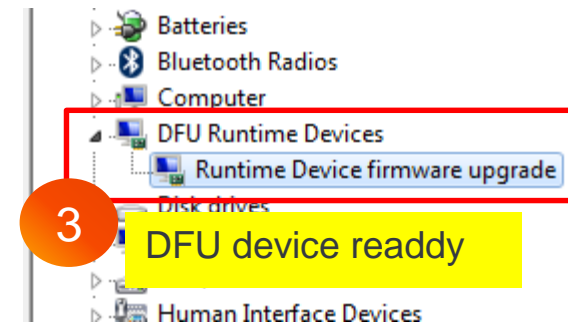 Batteries
Bluetooth Radios
Computer
DFU Runtime Devices
Runtime Device firmware upgrade
Disk drives
3
DFU device readdy
Human Interface Devices